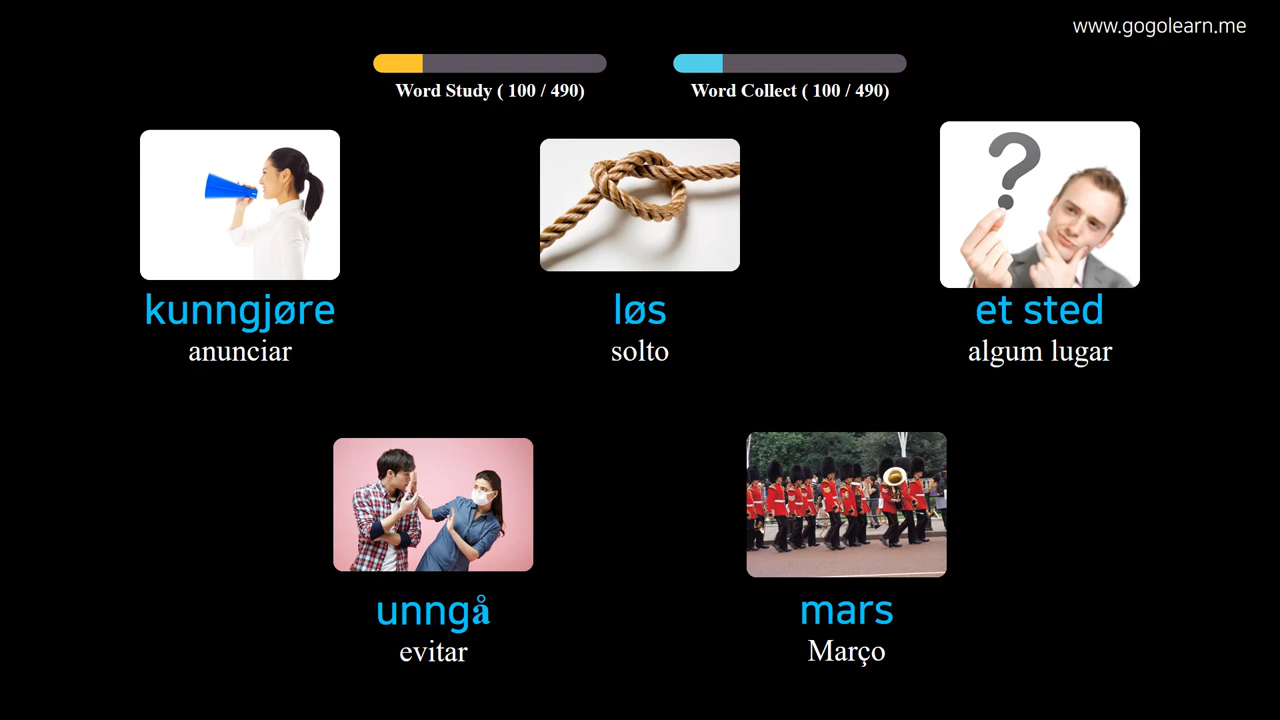 www.gogolearn.me
Word Study ( 100 / 490)
Word Collect ( 100 / 490)
kunngjøre
anunciar
løs
solto
et sted
algum lugar
unngå
evitar
mars
Março